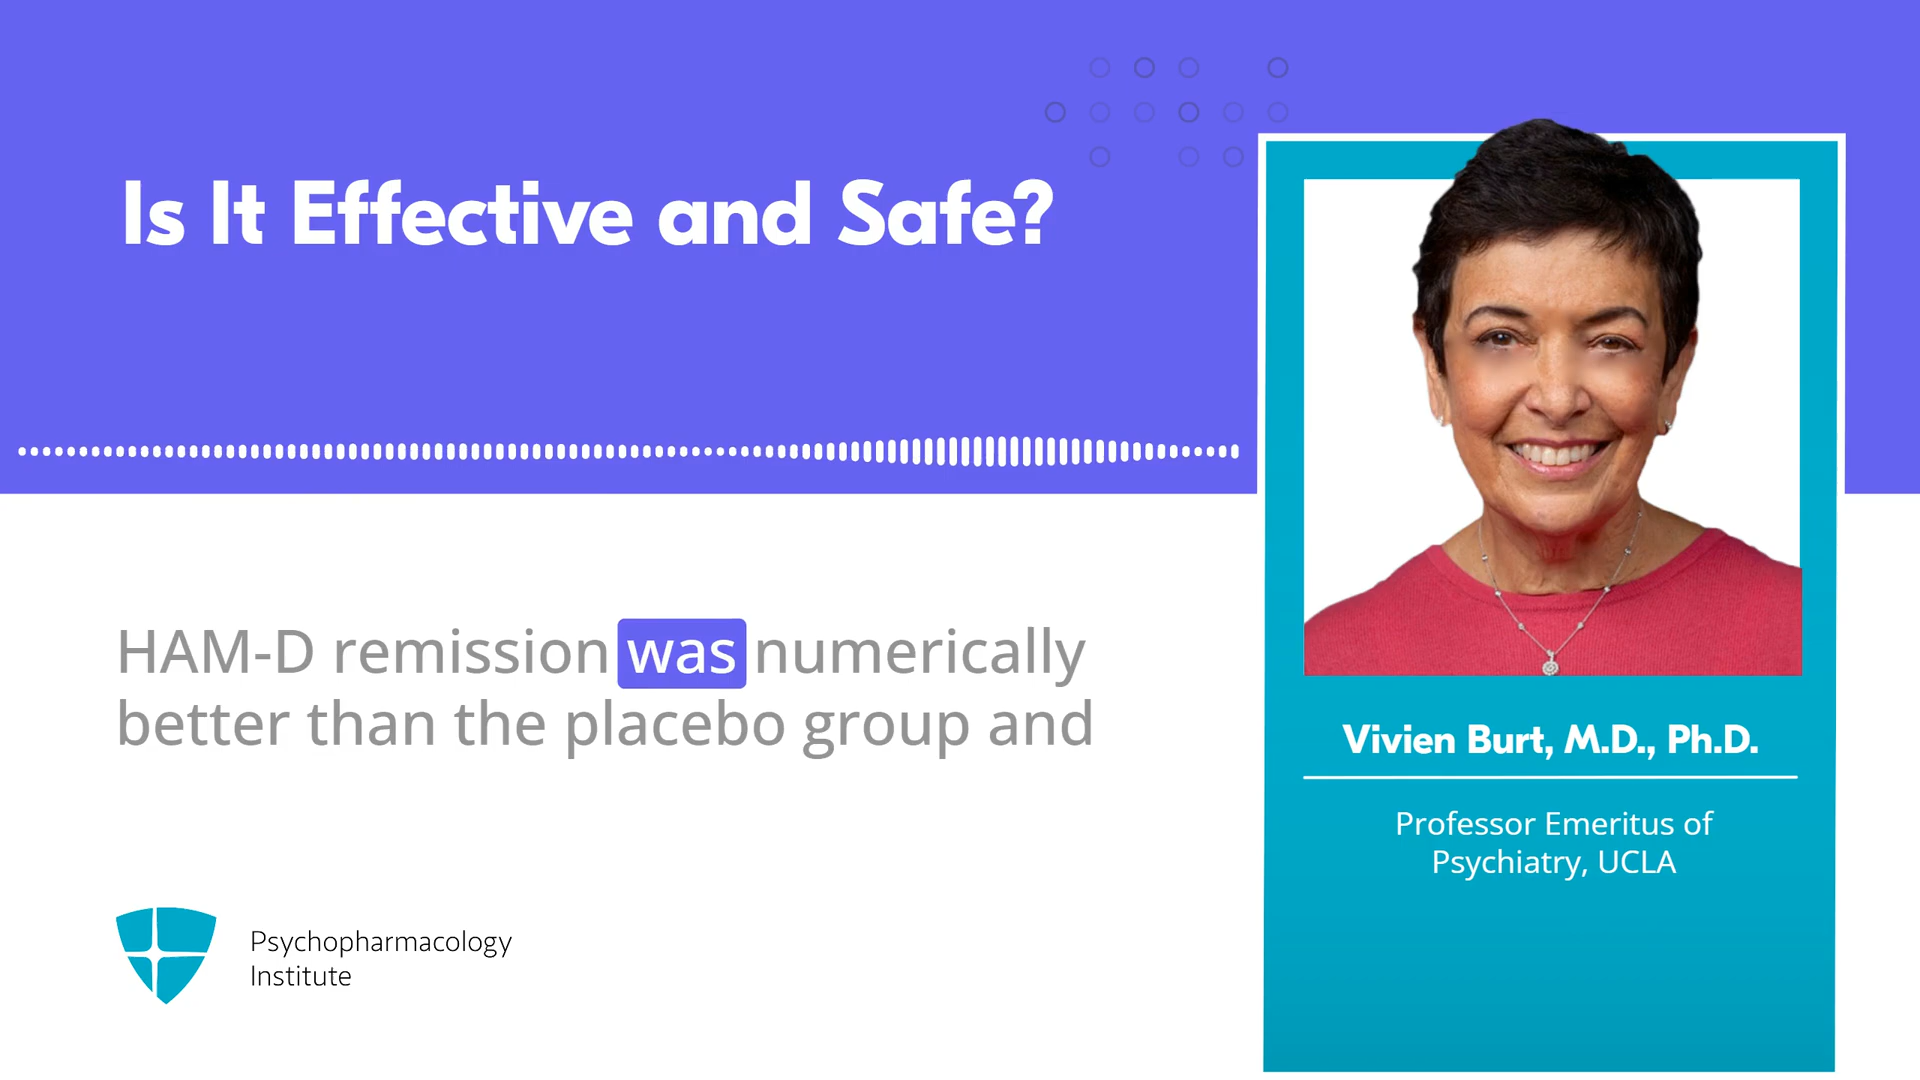 Is It Effective and Safe?
HAM-D remission was numerically
better than the placebo group and
Psychopharmacology
Institute
Vivien Burt, M.D., Ph.D.
Professor Emeritus of
Psychiatry, UCLA